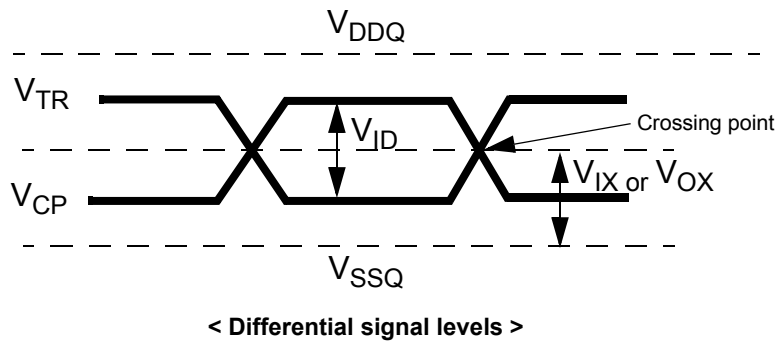 VDDQ
VTR
VID
Crossing point
VCP
VIX or VOX
VSSQ
< Differential signal levels >